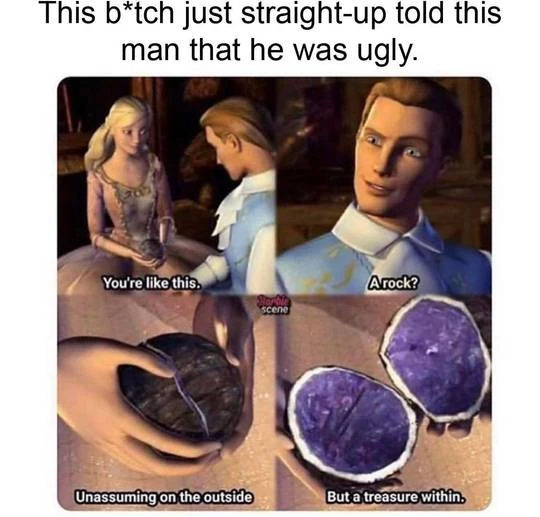 This b*tch just straight-up told this
man that he was ugly.
You're like this.
A rock?
Barbie
scene
Unassuming on the outside
But a treasure within.